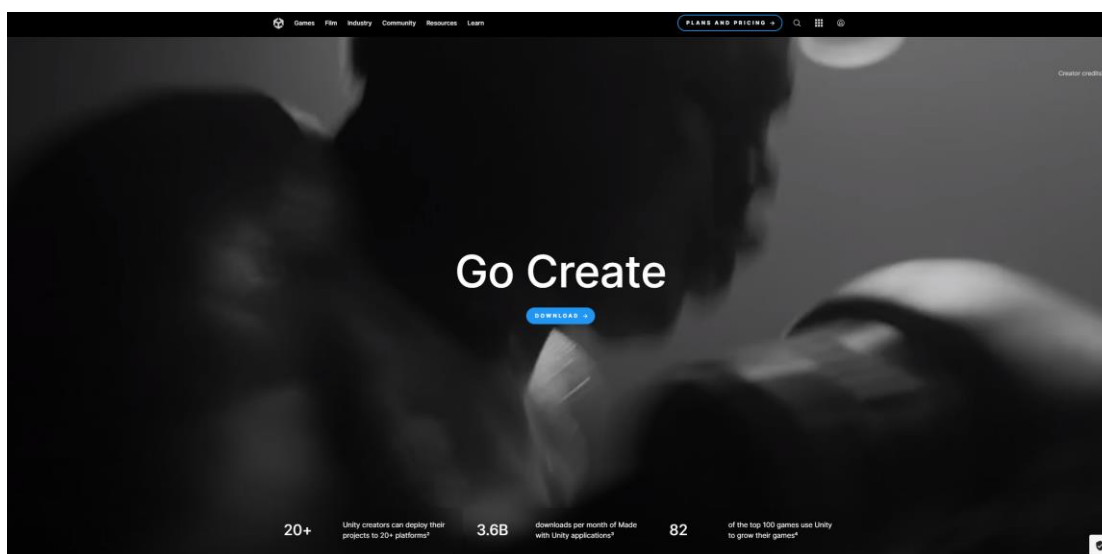 Games Film Industry Community Resources Learn PLANS AND PRICING →
Creator credits
Go Create
DOWNLOAD →
20+
Unity creators can deploy their
projects to 20+ platforms²
3.6B
downloads per month of Made
with Unity applications³
82
of the top 100 games use Unity
to grow their games⁴